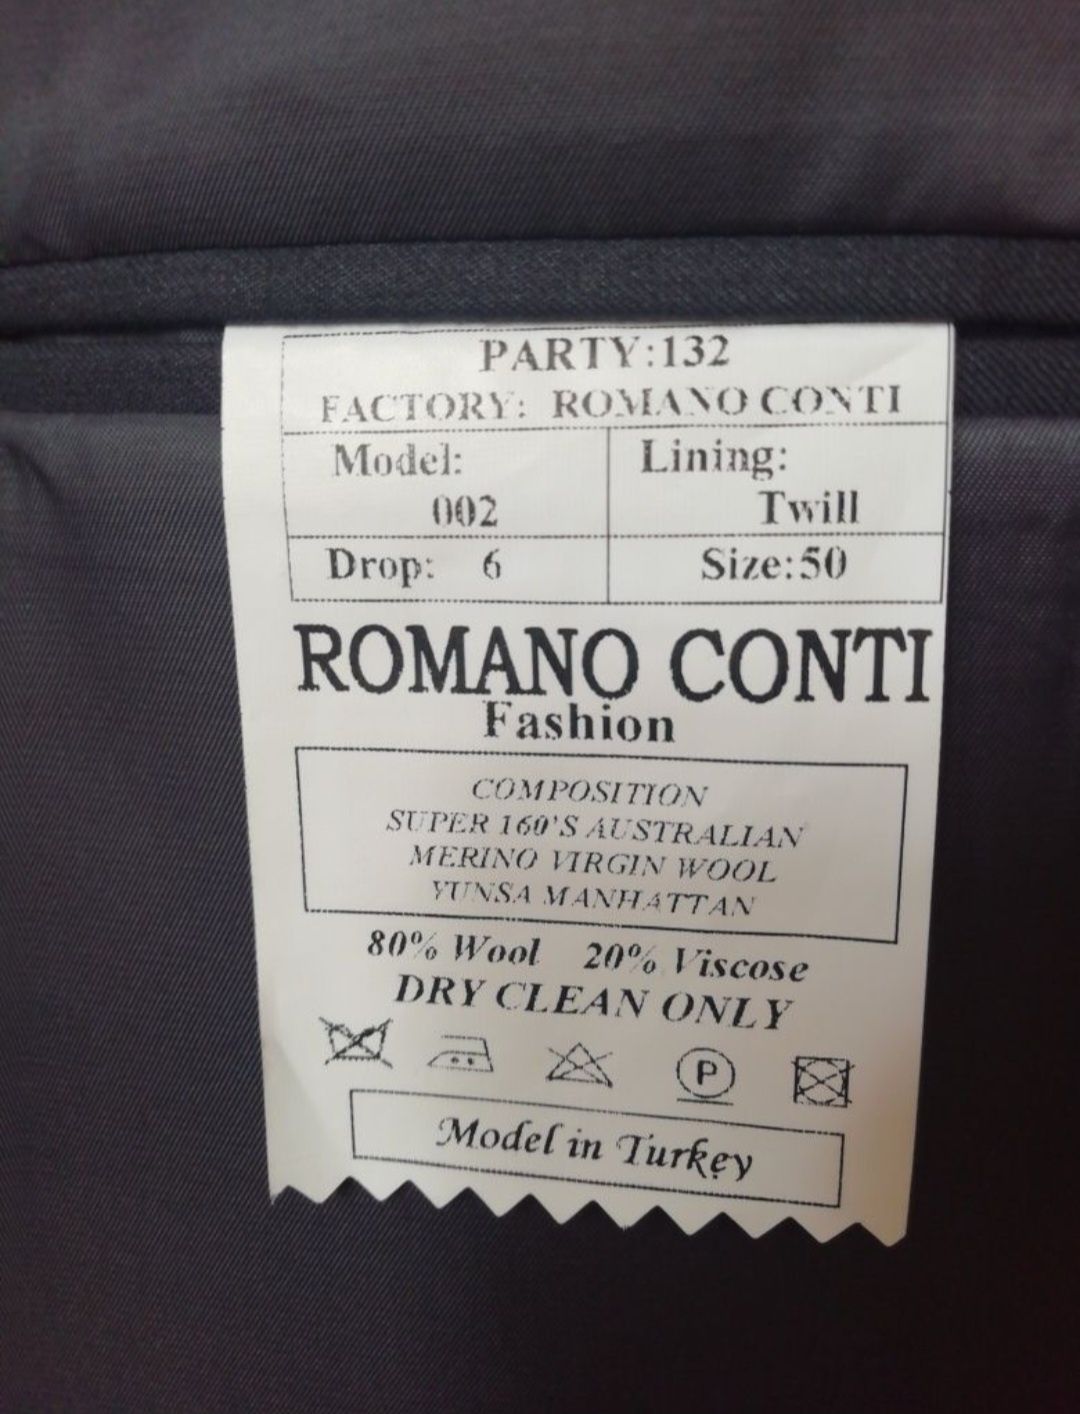 PARTY:132
FACTORY: ROMANO CONTI
Model:
002
Lining:
Twill
Drop: 6
Size:50
ROMANO CONTI
Fashion
COMPOSITION
SUPER 160'S AUSTRALIAN
MERINO VIRGIN WOOL
YUNSA MANHATTAN
80% Wool 20% Viscose
DRY CLEAN ONLY
P
Model in Turkey